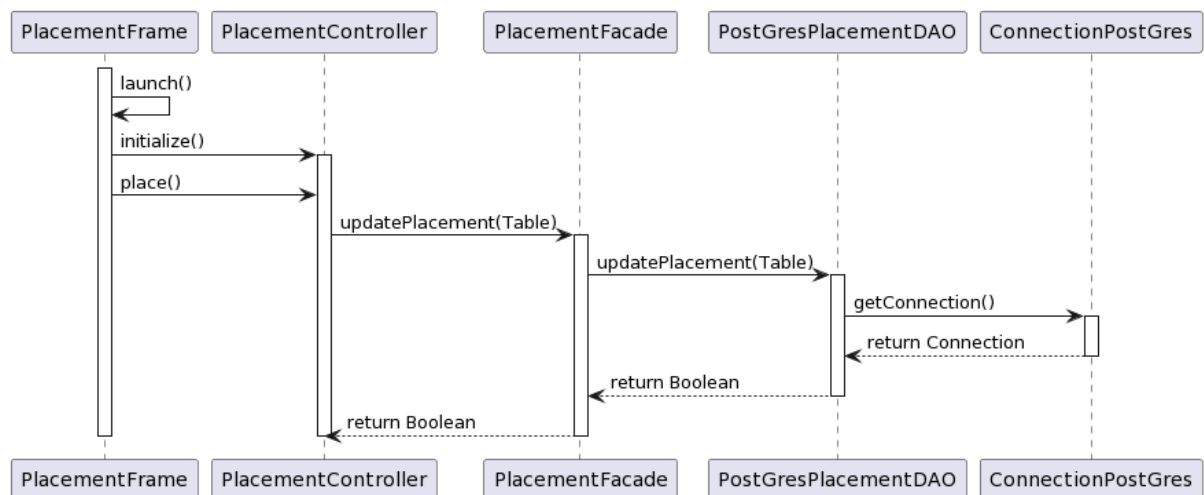 PlacementFrame PlacementController PlacementFacade PostGresPlacementDAO ConnectionPostGres
launch()
initialize()
place()
updatePlacement(Table)
updatePlacement(Table)
getConnection()
return Connection
return Boolean
return Boolean
PlacementFrame PlacementController PlacementFacade PostGresPlacementDAO ConnectionPostGres